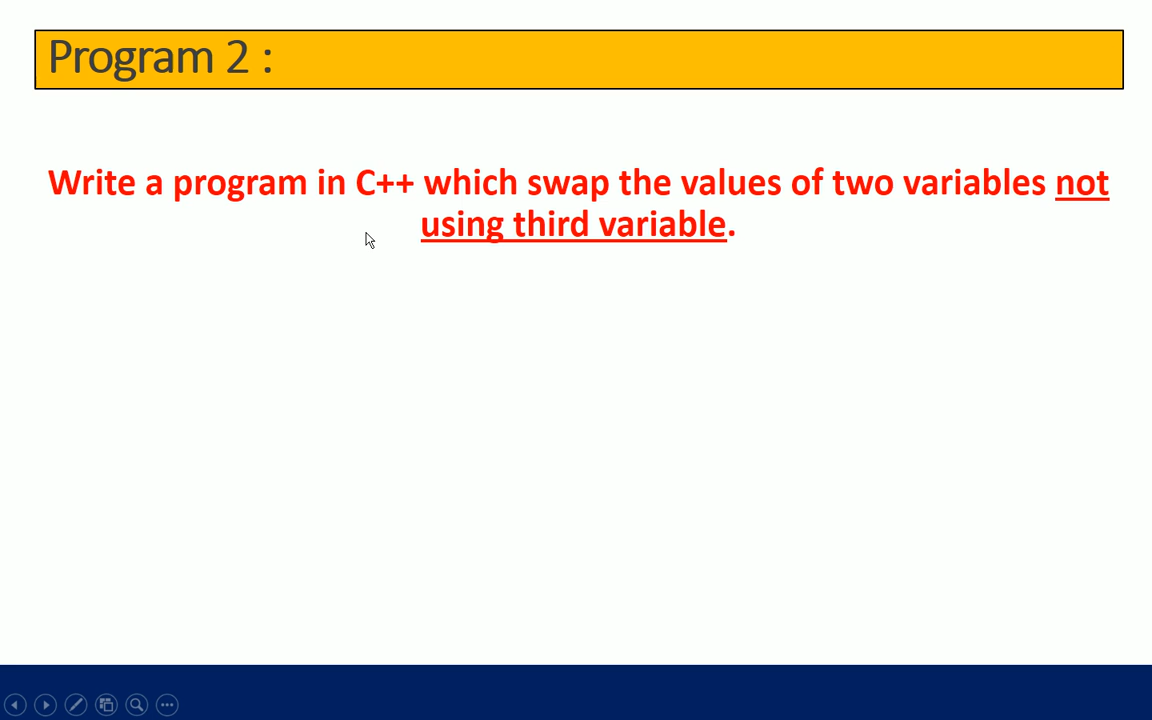 Program 2 :
Write a program in C++ which swap the values of two variables not
using third variable.